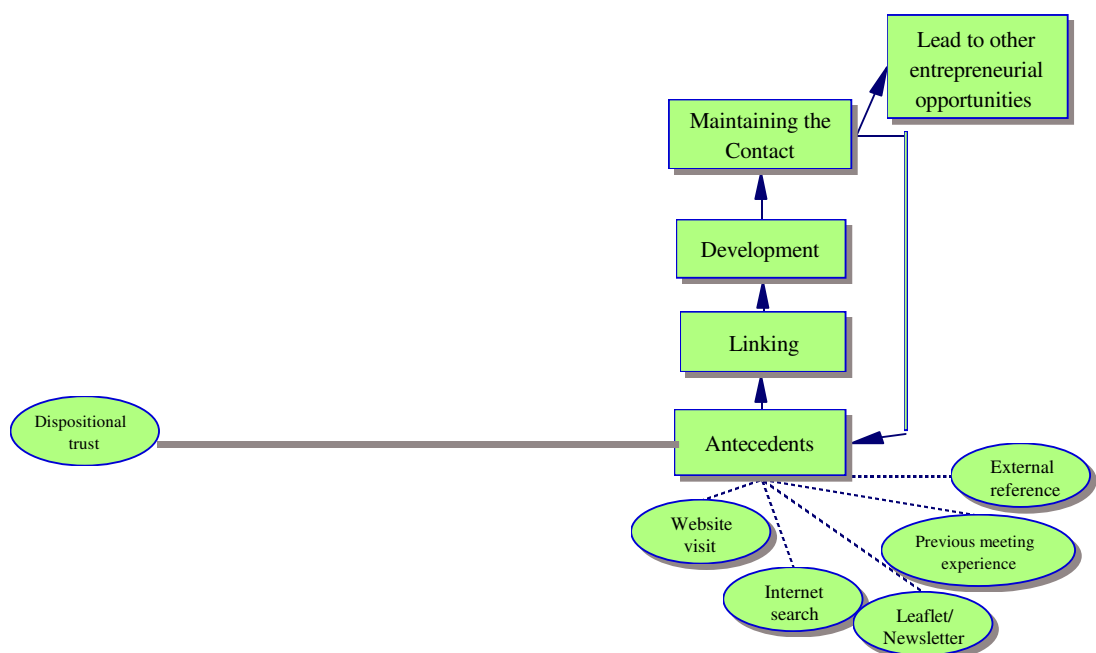 Lead to other
entrepreneurial
opportunities
Maintaining the
Contact
Development
Linking
Dispositional
trust
Antecedents
External
reference
Website
visit
Previous meeting
experience
Internet
search
Leaflet/
Newsletter